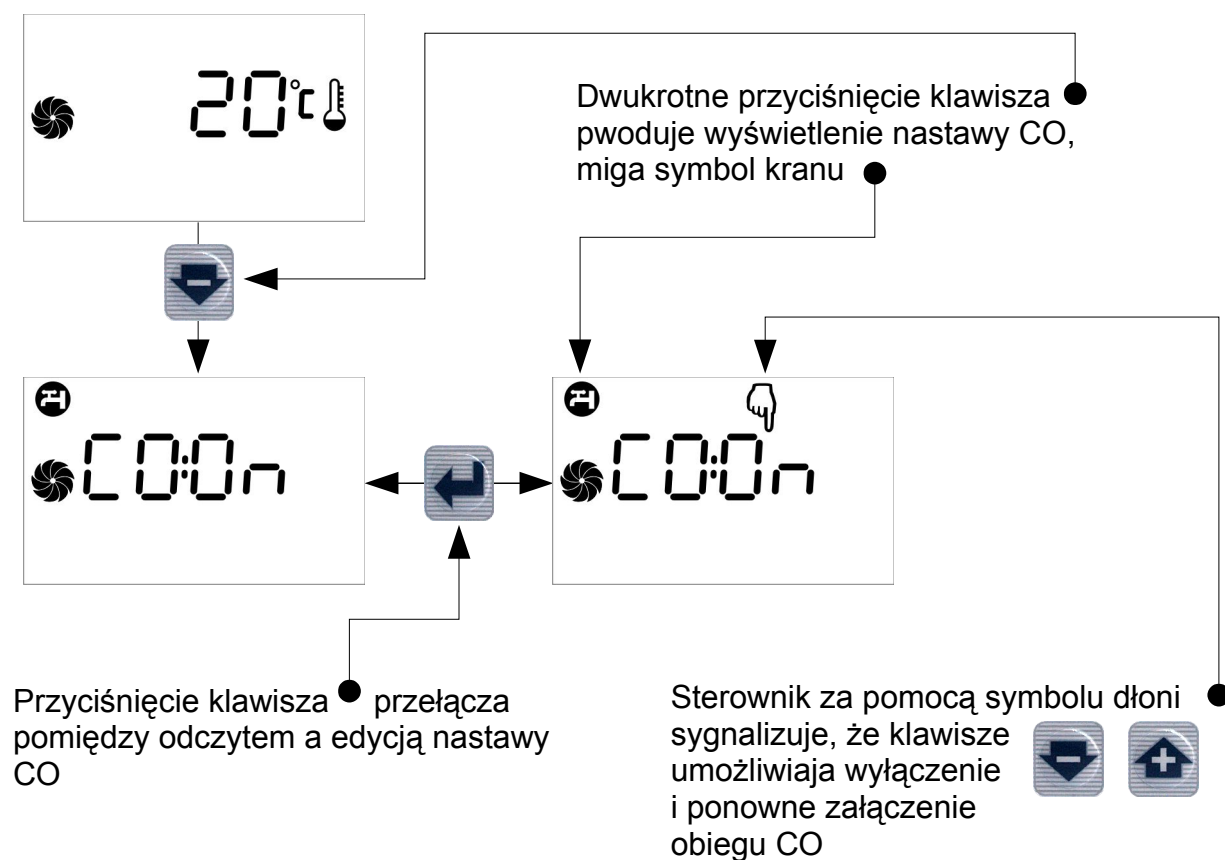 20°C
Dwukrotne przyciśnięcie klawisza
pwoduje wyświetlenie nastawy CO,
miga symbol kranu
CO:On
CO:On
Przyciśnięcie klawisza przełącza
pomiędzy odczytem a edycją nastawy
CO
Sterownik za pomocą symbolu dłoni
sygnalizuje, że klawisze
umożliwiaja wyłączenie
i ponowne załączenie
obiegu CO